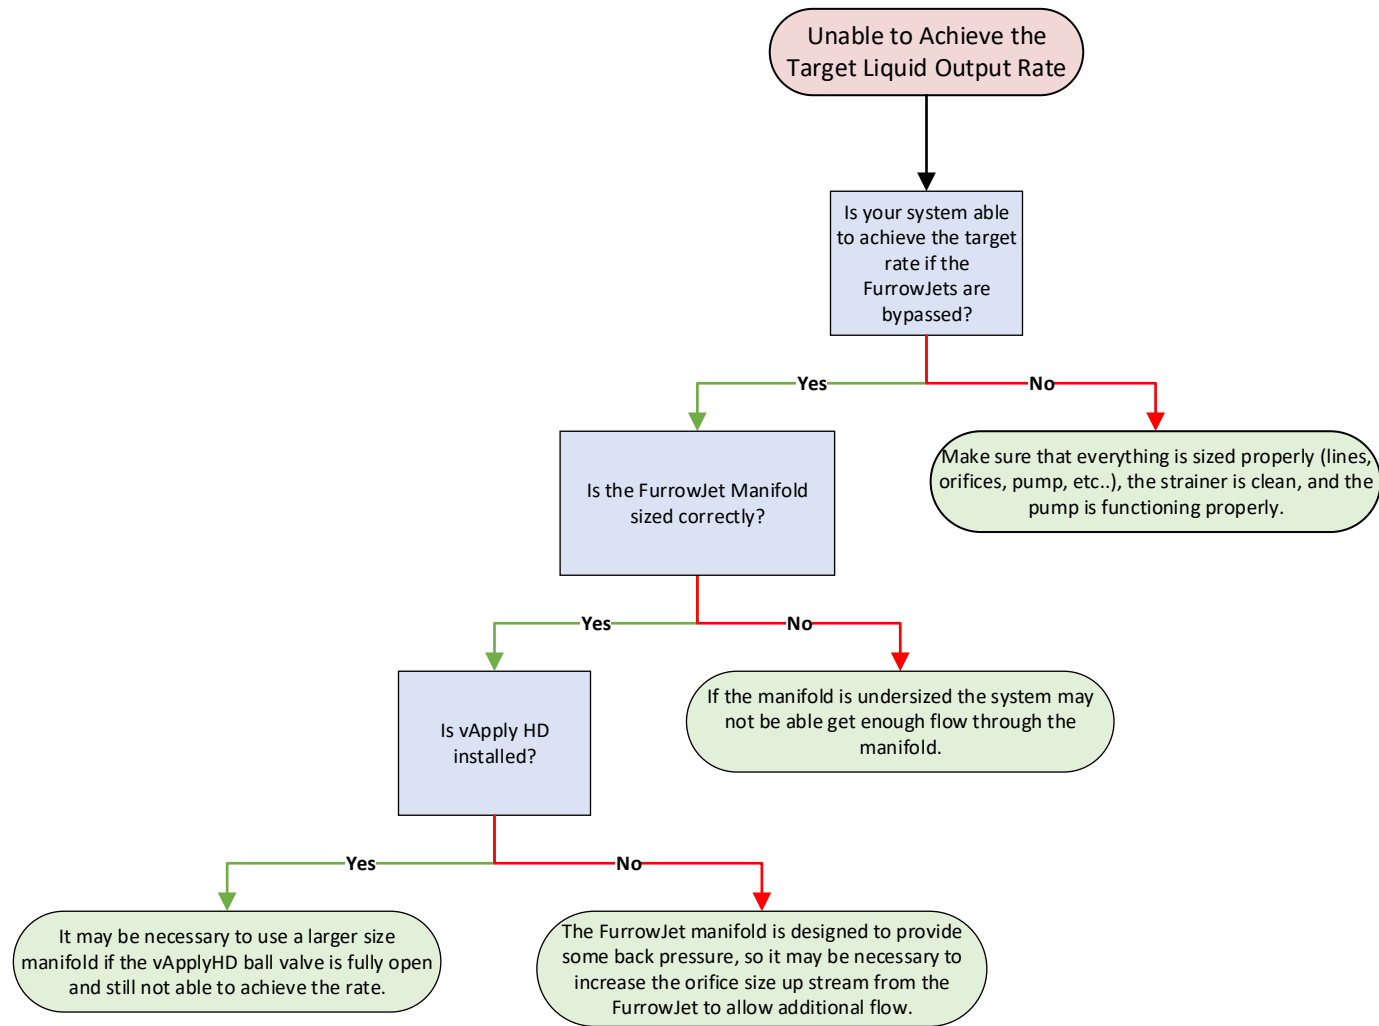 Unable to Achieve the
Target Liquid Output Rate
Is your system able
to achieve the target
rate if the
FurrowJets are
bypassed?
Yes
No
Is the FurrowJet Manifold
sized correctly?
Make sure that everything is sized properly (lines,
orifices, pump, etc..), the strainer is clean, and the
pump is functioning properly.
Yes
No
Is vApply HD
installed?
If the manifold is undersized the system may
not be able get enough flow through the
manifold.
Yes
No
It may be necessary to use a larger size
manifold if the vApplyHD ball valve is fully open
and still not able to achieve the rate.
The FurrowJet manifold is designed to provide
some back pressure, so it may be necessary to
increase the orifice size up stream from the
FurrowJet to allow additional flow.